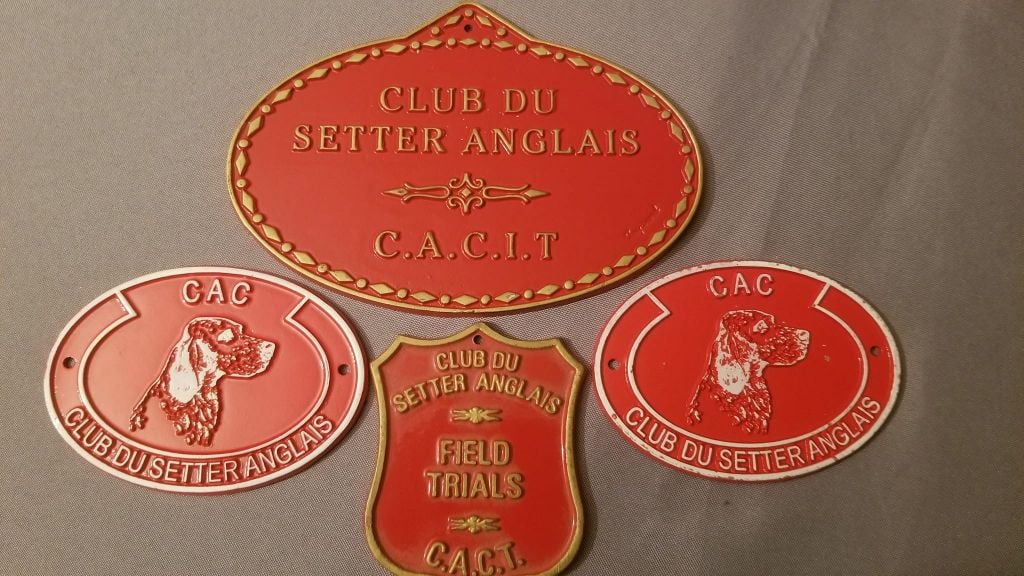 CLUB DU
SETTER ANGLAIS
C.A.C.I.T
CAC
CLUB DU SETTER ANGLAIS
CLUB DU
SETTER ANGLAIS
FIELD
TRIALS
C.A.C.T.
CAC
CLUB DU SETTER ANGLAIS